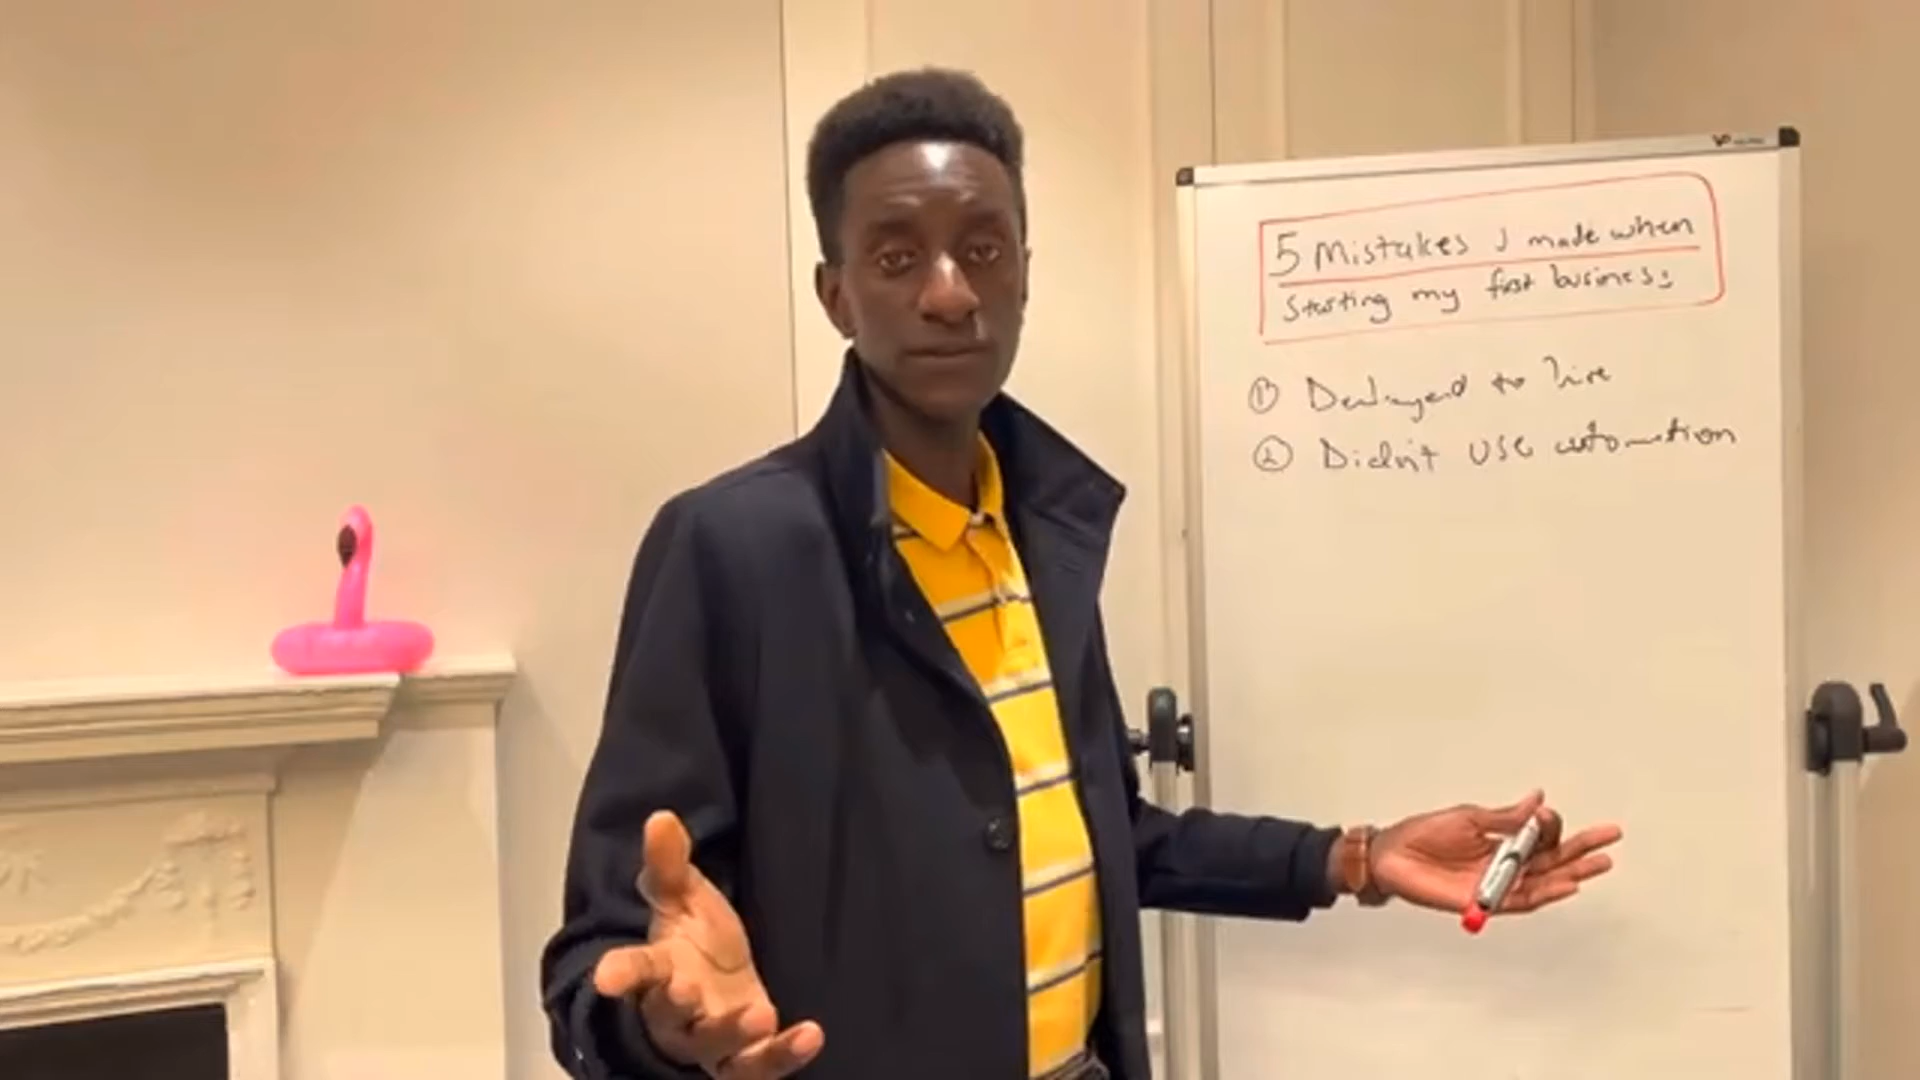 5 Mistakes I made when
Starting my first business:
① Delayed to hire
② Didn't use automation